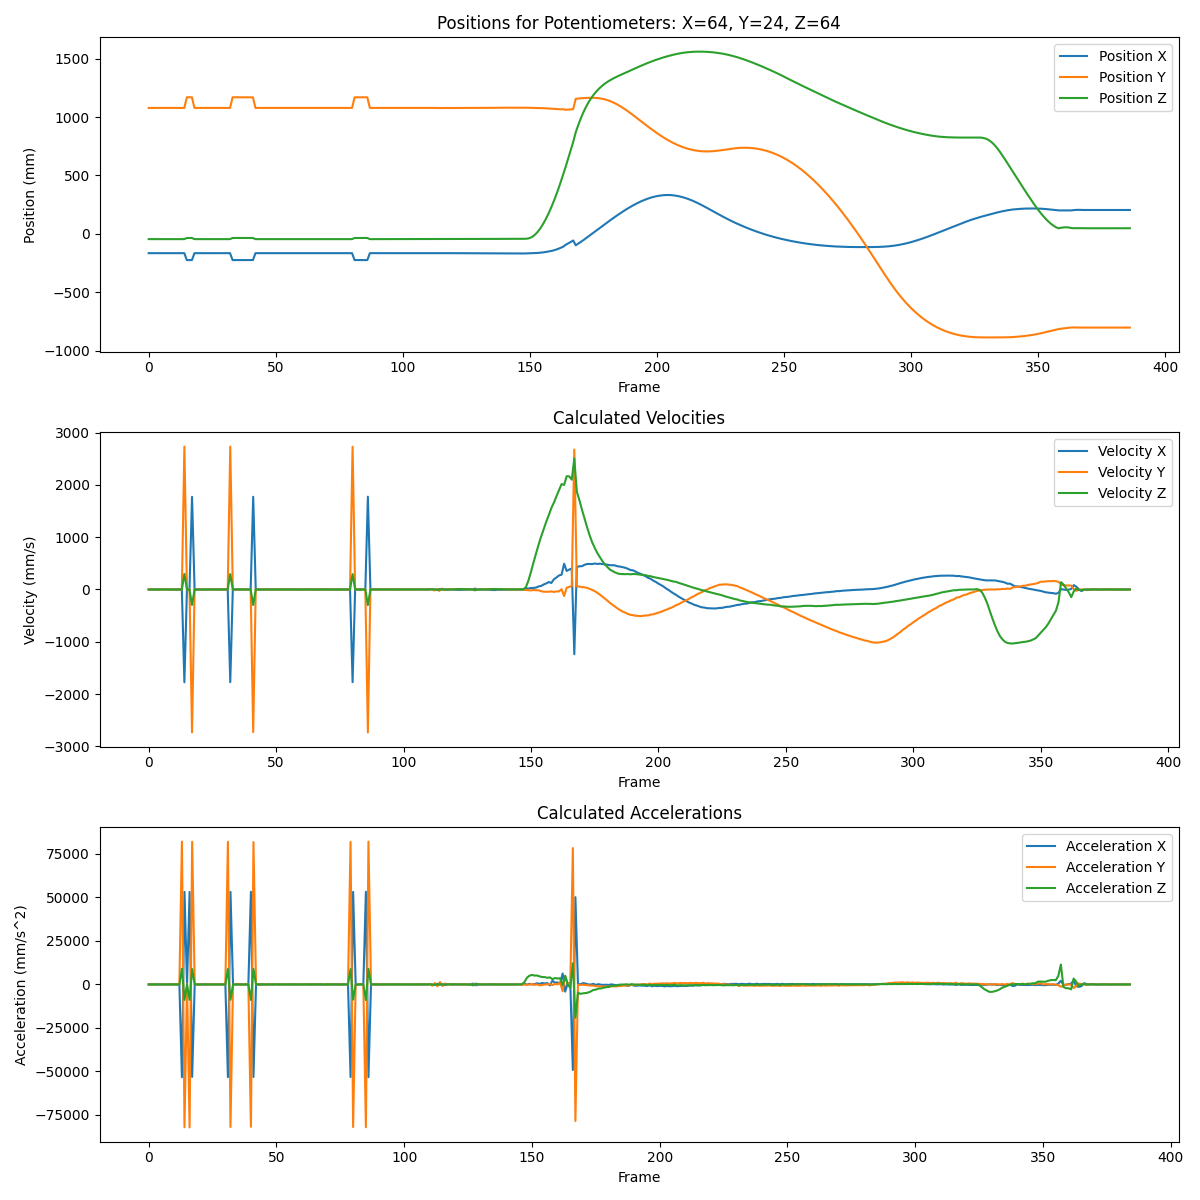 Positions for Potentiometers: X=64, Y=24, Z=64
Position (mm)
1500
1000
500
0
−500
−1000
Position X
Position Y
Position Z
0 50 100 150 200 250 300 350 400
Frame
Calculated Velocities
Velocity (mm/s)
3000
2000
1000
0
−1000
−2000
−3000
Velocity X
Velocity Y
Velocity Z
0 50 100 150 200 250 300 350 400
Frame
Calculated Accelerations
Acceleration (mm/s^2)
75000
50000
25000
0
−25000
−50000
−75000
Acceleration X
Acceleration Y
Acceleration Z
0 50 100 150 200 250 300 350 400
Frame